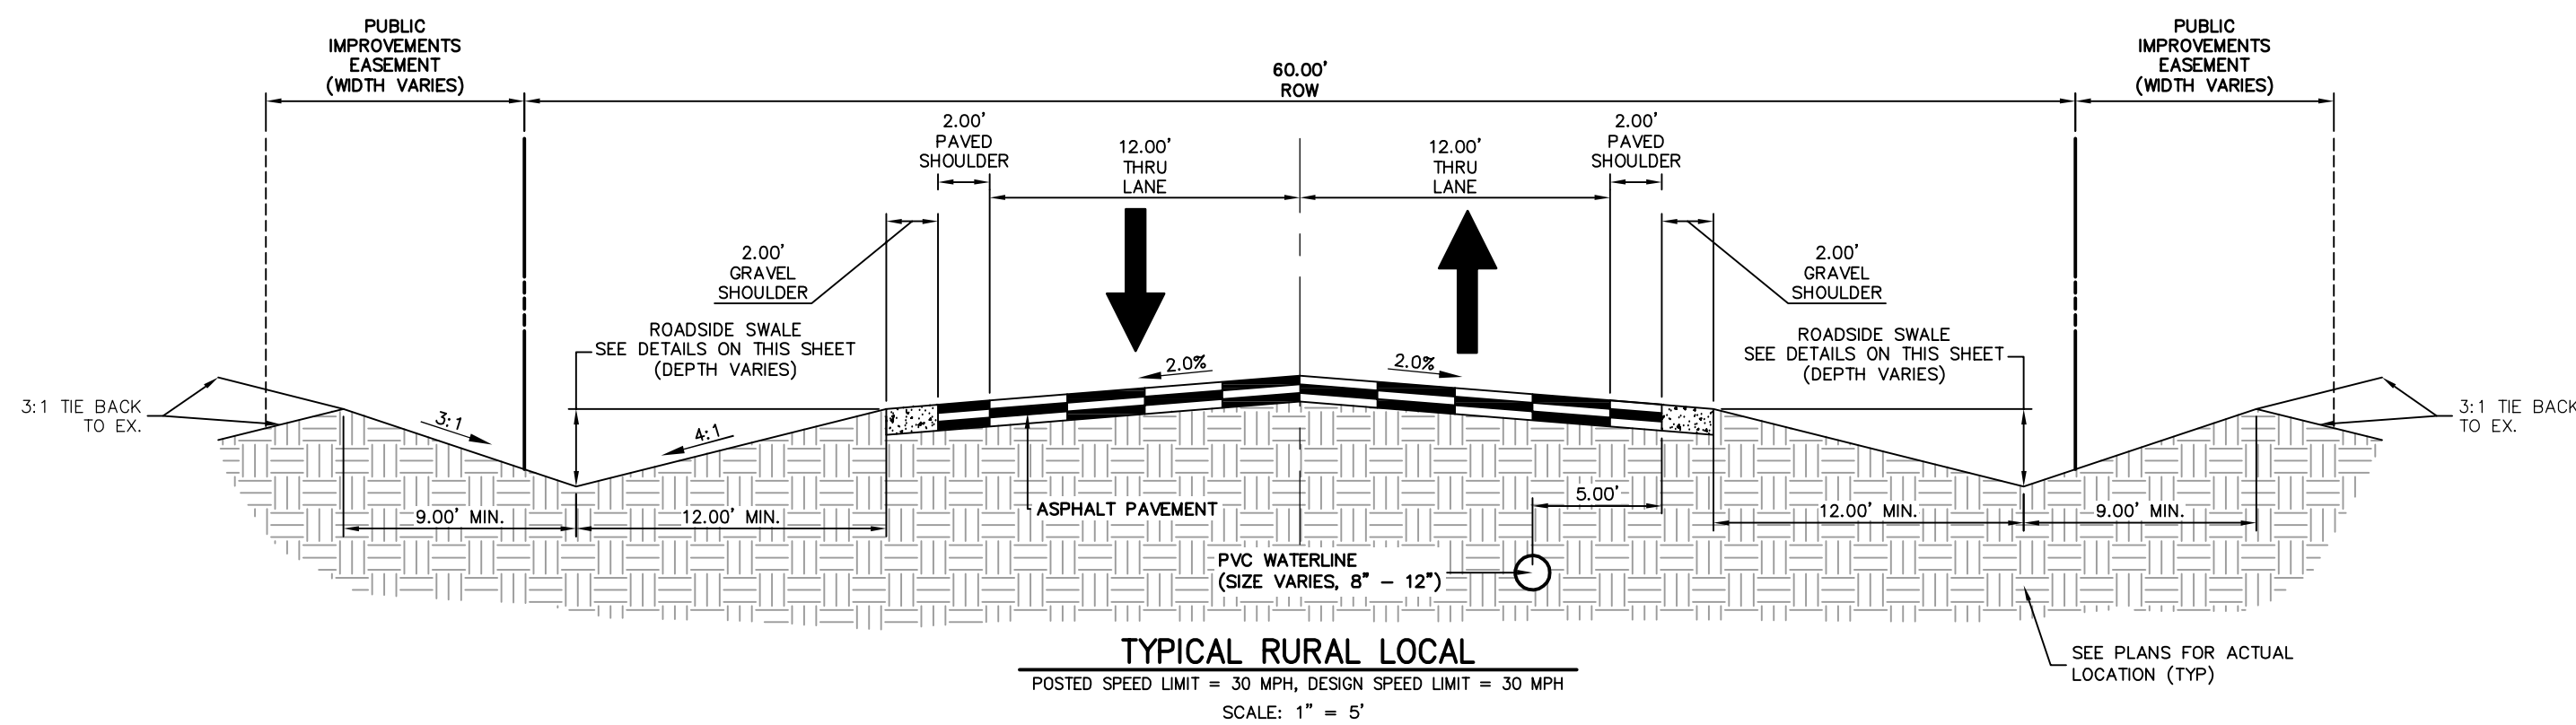 PUBLIC
IMPROVEMENTS
EASEMENT
(WIDTH VARIES)
60.00'
ROW
PUBLIC
IMPROVEMENTS
EASEMENT
(WIDTH VARIES)
2.00'
PAVED
SHOULDER
12.00'
THRU
LANE
12.00'
THRU
LANE
2.00'
PAVED
SHOULDER
2.00'
GRAVEL
SHOULDER
2.00'
GRAVEL
SHOULDER
ROADSIDE SWALE
SEE DETAILS ON THIS SHEET
(DEPTH VARIES)
2.0%
2.0%
ROADSIDE SWALE
SEE DETAILS ON THIS SHEET
(DEPTH VARIES)
3:1 TIE BACK
TO EX.
3:1
4:1
3:1 TIE BACK
TO EX.
9.00' MIN.
12.00' MIN.
ASPHALT PAVEMENT
5.00'
12.00' MIN.
9.00' MIN.
PVC WATERLINE
(SIZE VARIES, 8" - 12")
SEE PLANS FOR ACTUAL
LOCATION (TYP)
TYPICAL RURAL LOCAL
POSTED SPEED LIMIT = 30 MPH, DESIGN SPEED LIMIT = 30 MPH
SCALE: 1" = 5'